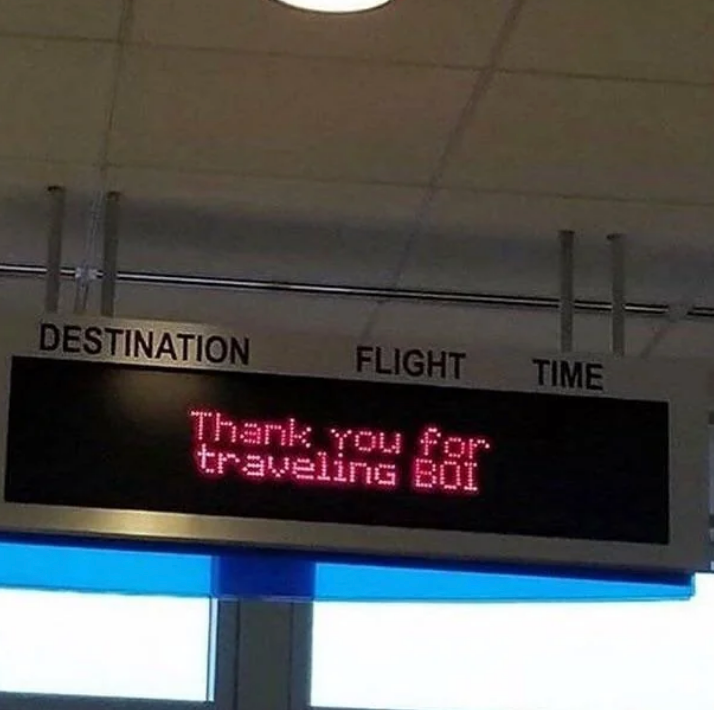 DESTINATION FLIGHT TIME
Thank you for
traveling BOI